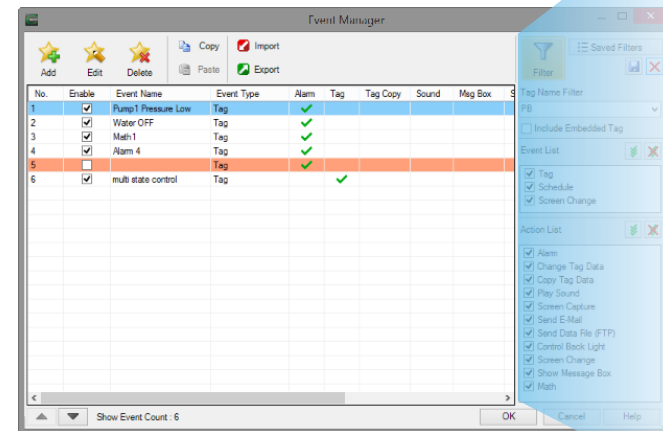 Event Manager
Add Edit Delete Copy Paste Import Export
Filter Saved Filters
No. Enable Event Name Event Type Alarm Tag Tag Copy Sound Msg Box S
1 Pump1 Pressure Low Tag
2 Water OFF Tag
3 Math1 Tag
4 Alarm 4 Tag
5 Tag
6 multi state control Tag
Tag Name Filter
PB
Include Embedded Tag
Event List
Tag
Schedule
Screen Change
Action List
Alarm
Change Tag Data
Copy Tag Data
Play Sound
Screen Capture
Send E-Mail
Send Data File (FTP)
Control Back Light
Screen Change
Show Message Box
Math
Show Event Count : 6
OK Cancel Help